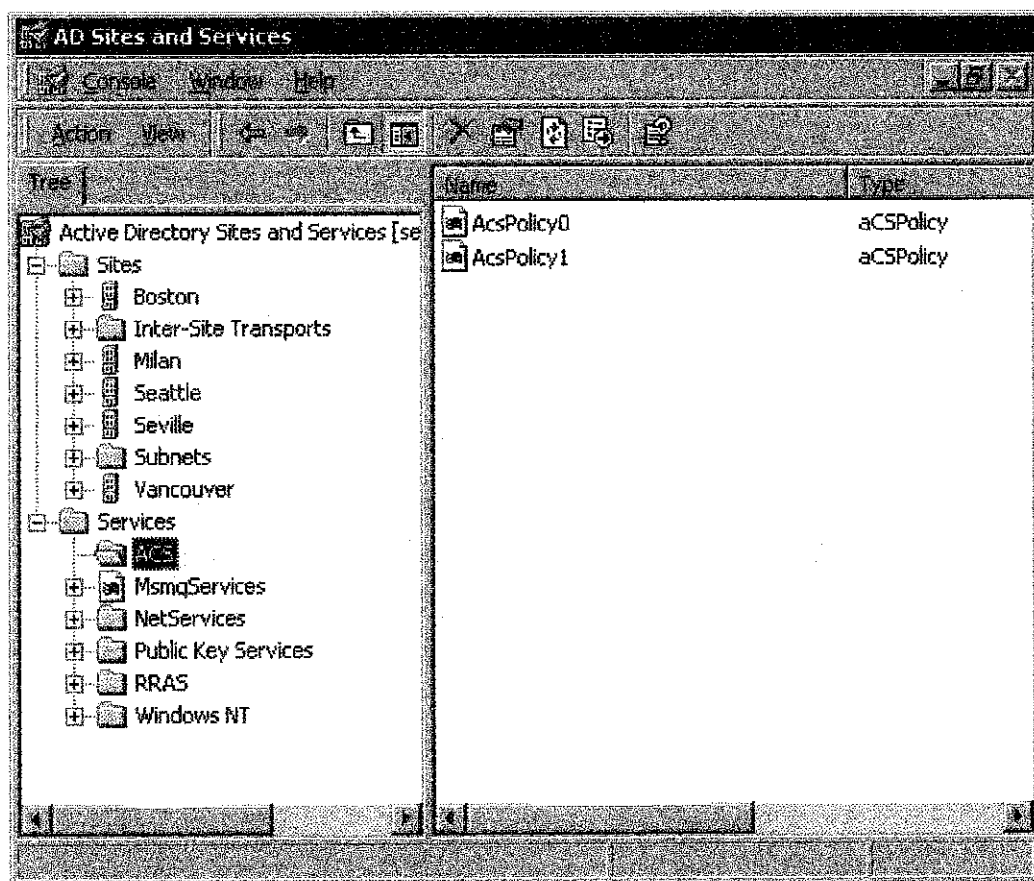 AD Sites and Services
Console Window Help
Action View
Tree
Name Type
Active Directory Sites and Services [se
AcsPolicy0 aCSPolicy
Sites
AcsPolicy1 aCSPolicy
Boston
Inter-Site Transports
Milan
Seattle
Seville
Subnets
Vancouver
Services
ACS
MsmqServices
NetServices
Public Key Services
RRAS
Windows NT